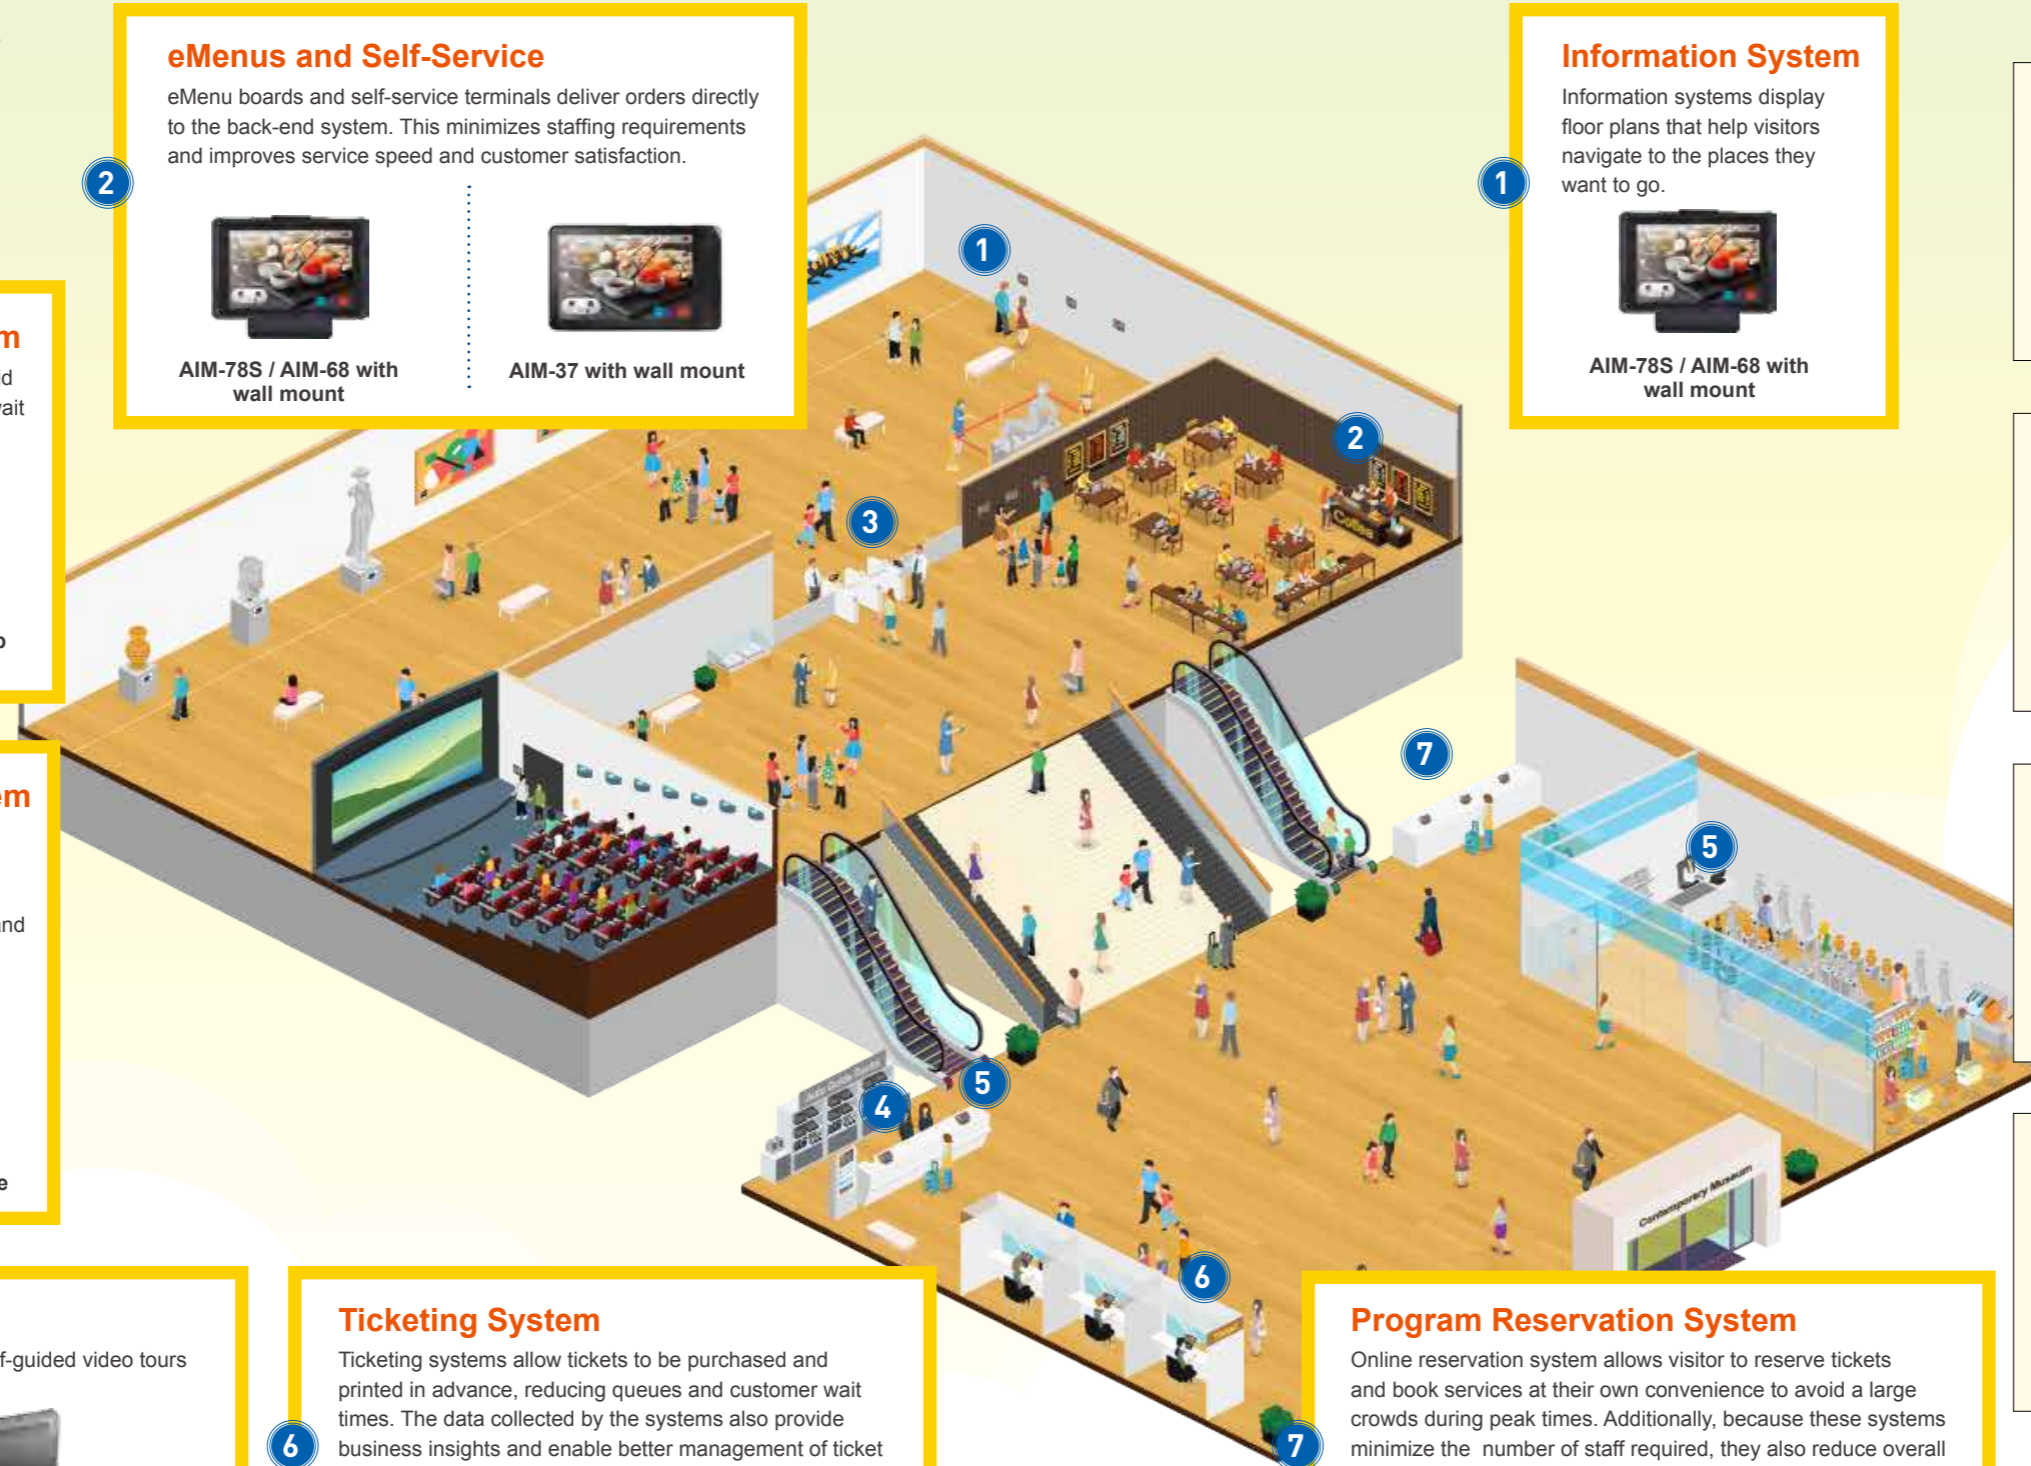 eMenus and Self-Service
eMenu boards and self-service terminals deliver orders directly
to the back-end system. This minimizes staffing requirements
and improves service speed and customer satisfaction.
2
AIM-78S / AIM-68 with
wall mount
AIM-37 with wall mount
Information System
Information systems display
floor plans that help visitors
navigate to the places they
want to go.
1
AIM-78S / AIM-68 with
wall mount
m
ait
1
2
3
Coffee
7
5
em
and
e
5
4
6
Contemporary Museum
f-guided video tours
Ticketing System
Ticketing systems allow tickets to be purchased and
printed in advance, reducing queues and customer wait
times. The data collected by the systems also provide
business insights and enable better management of ticket
6
Program Reservation System
Online reservation system allows visitor to reserve tickets
and book services at their own convenience to avoid a large
crowds during peak times. Additionally, because these systems
minimize the number of staff required, they also reduce overall
7